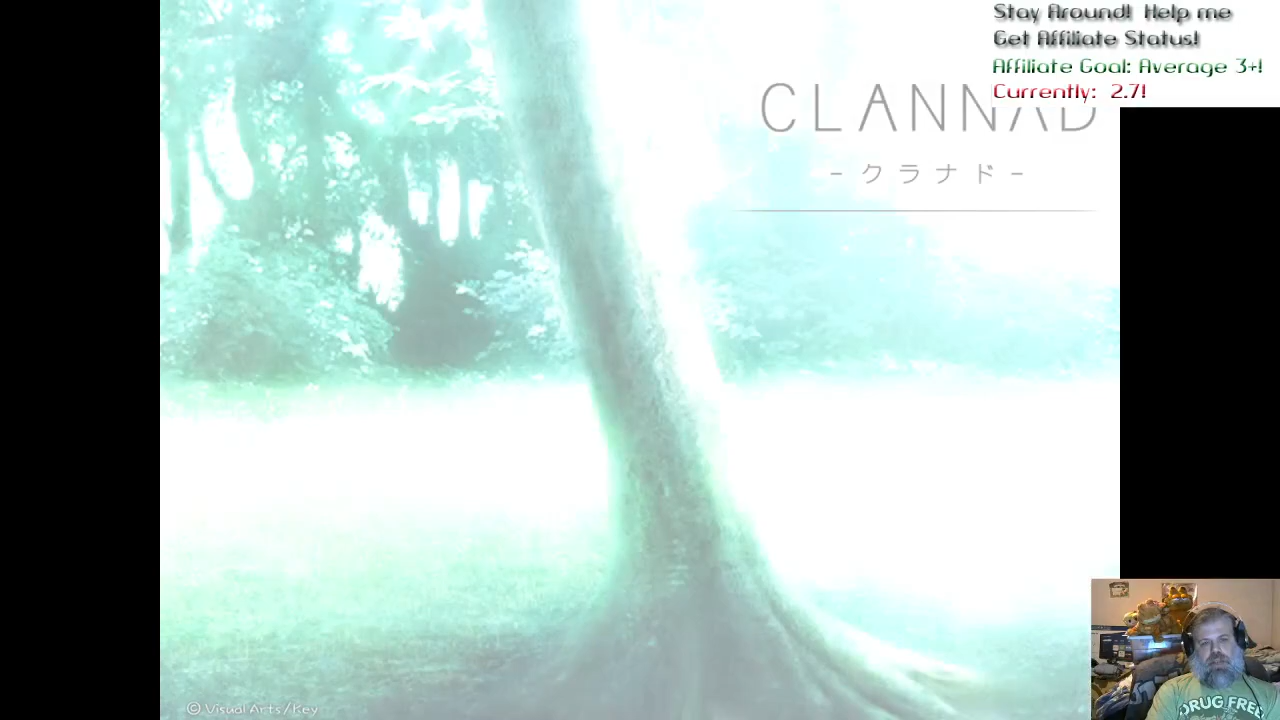 Stay Around!  Help me
Get Affiliate Status!
Affiliate Goal: Average 3+!
Currently:  2.7!
CLANNAD
-クラナド-
© Visual Arts/Key
DRUG FREE